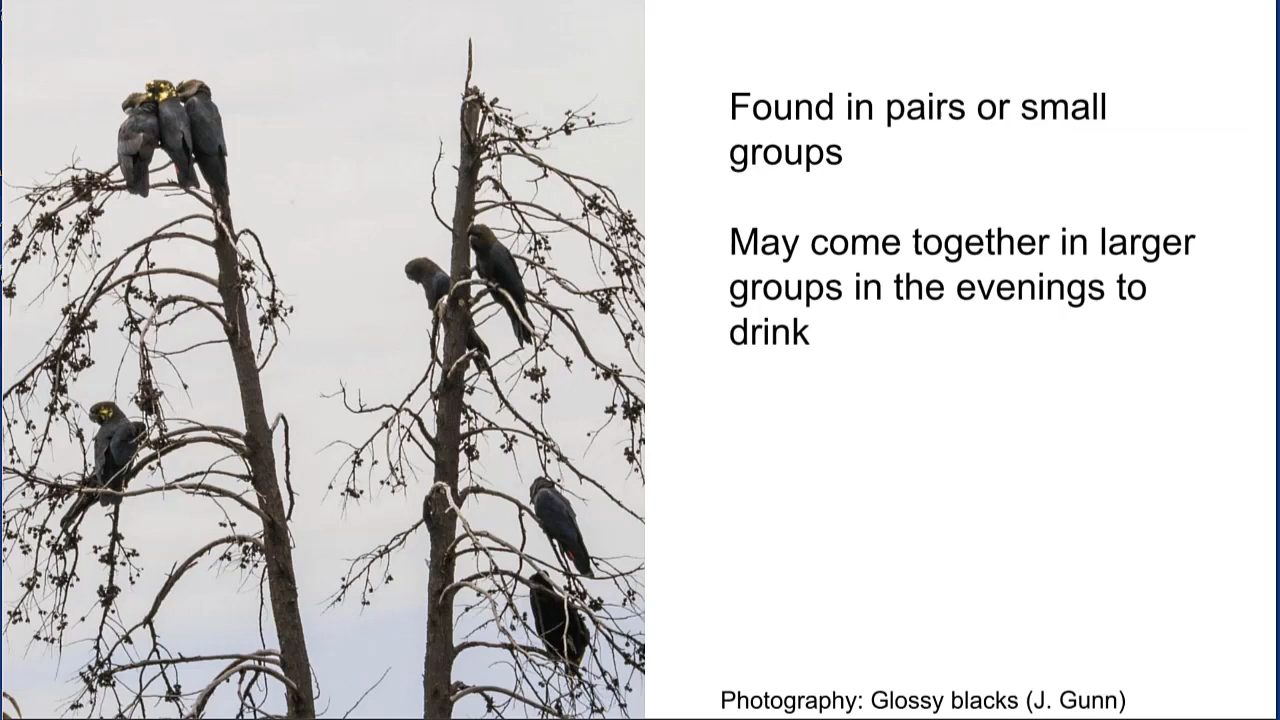 Found in pairs or small
groups
May come together in larger
groups in the evenings to
drink
Photography: Glossy blacks (J. Gunn)